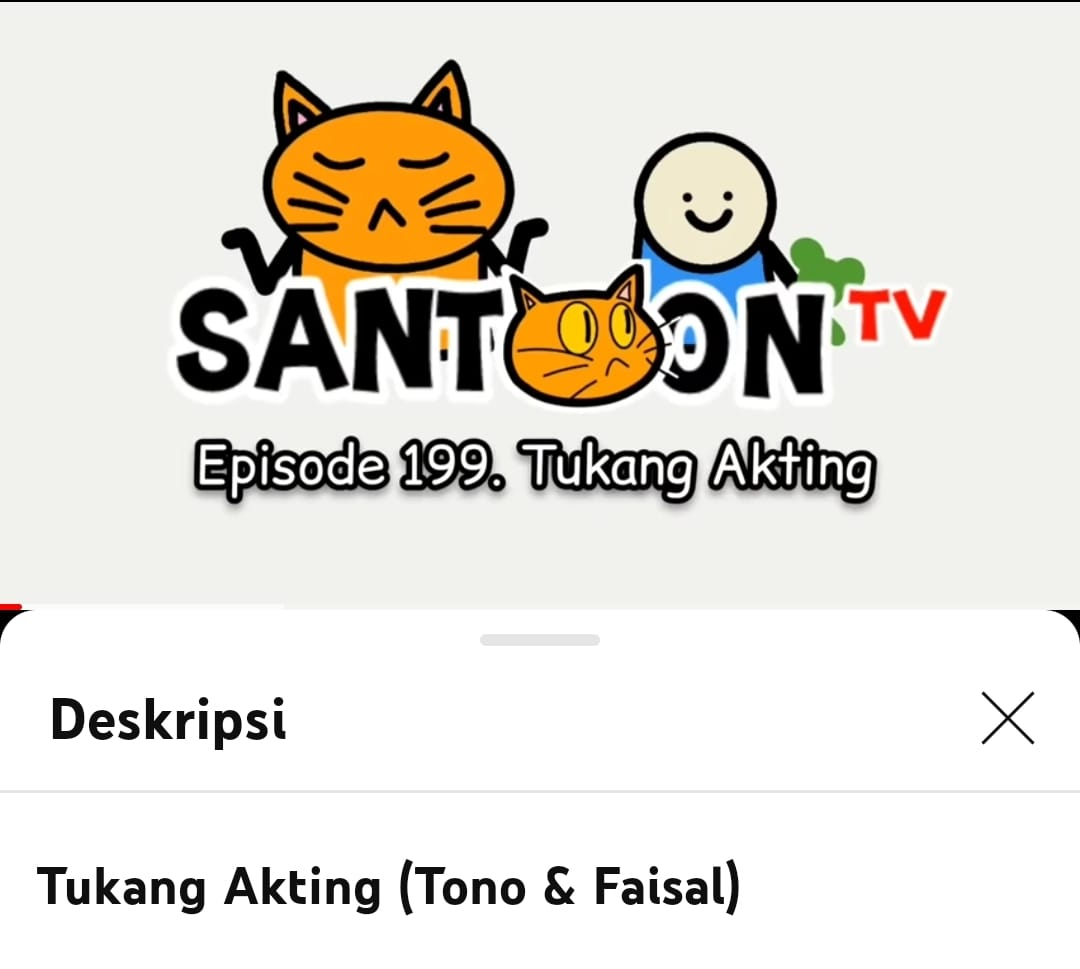 SANTOON TV
Episode 199. Tukang Akting
Deskripsi
Tukang Akting (Tono & Faisal)